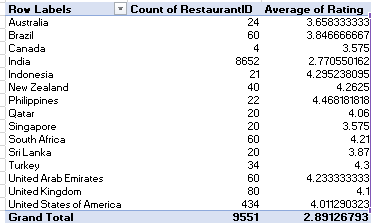 Row Labels Count of RestaurantID Average of Rating
Australia 24 3.658333333
Brazil 60 3.846666667
Canada 4 3.575
India 8652 2.770550162
Indonesia 21 4.295238095
New Zealand 40 4.2625
Philippines 22 4.468181818
Qatar 20 4.06
Singapore 20 3.575
South Africa 60 4.21
Sri Lanka 20 3.87
Turkey 34 4.3
United Arab Emirates 60 4.233333333
United Kingdom 80 4.1
United States of America 434 4.011290323
Grand Total 9551 2.89126793